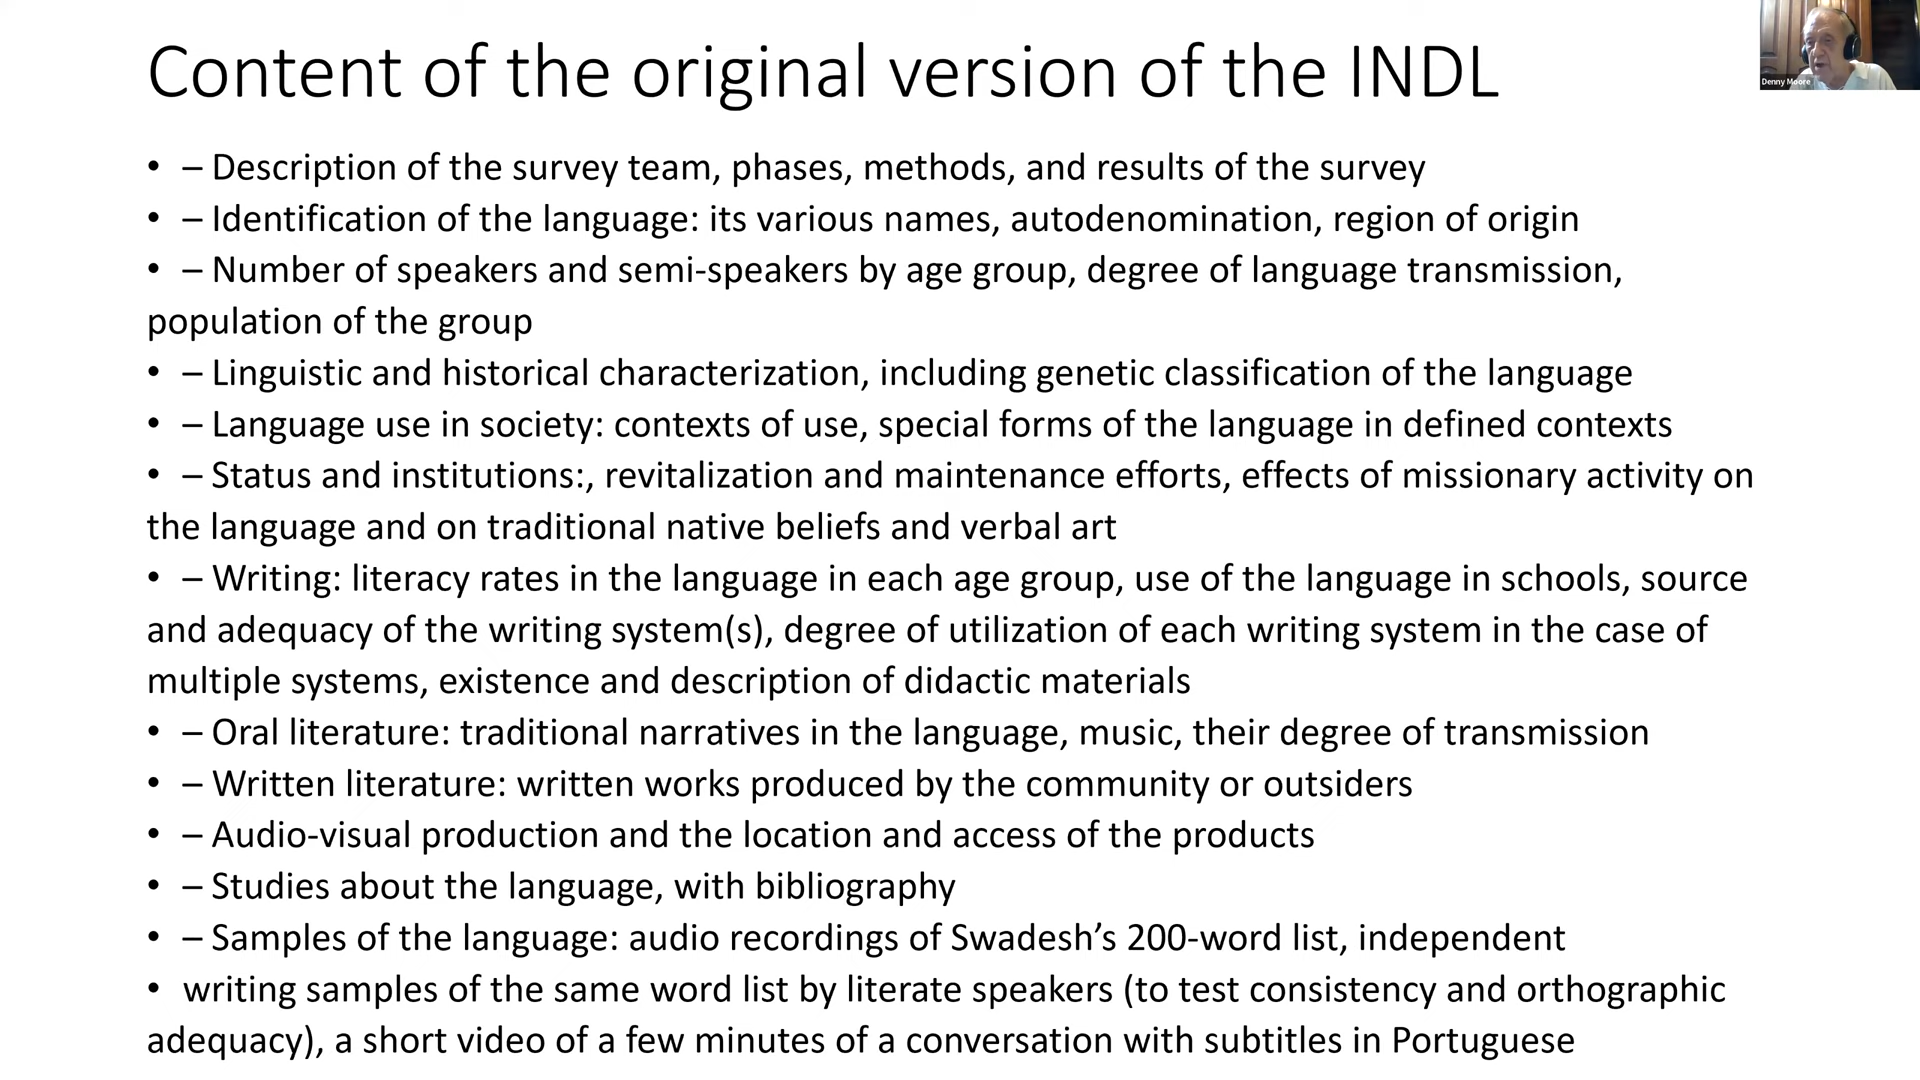 Content of the original version of the INDL
Denny Moore
• – Description of the survey team, phases, methods, and results of the survey
• – Identification of the language: its various names, autodenomination, region of origin
• – Number of speakers and semi-speakers by age group, degree of language transmission,
population of the group
• – Linguistic and historical characterization, including genetic classification of the language
• – Language use in society: contexts of use, special forms of the language in defined contexts
• – Status and institutions:, revitalization and maintenance efforts, effects of missionary activity on
the language and on traditional native beliefs and verbal art
• – Writing: literacy rates in the language in each age group, use of the language in schools, source
and adequacy of the writing system(s), degree of utilization of each writing system in the case of
multiple systems, existence and description of didactic materials
• – Oral literature: traditional narratives in the language, music, their degree of transmission
• – Written literature: written works produced by the community or outsiders
• – Audio-visual production and the location and access of the products
• – Studies about the language, with bibliography
• – Samples of the language: audio recordings of Swadesh’s 200-word list, independent
• writing samples of the same word list by literate speakers (to test consistency and orthographic
adequacy), a short video of a few minutes of a conversation with subtitles in Portuguese